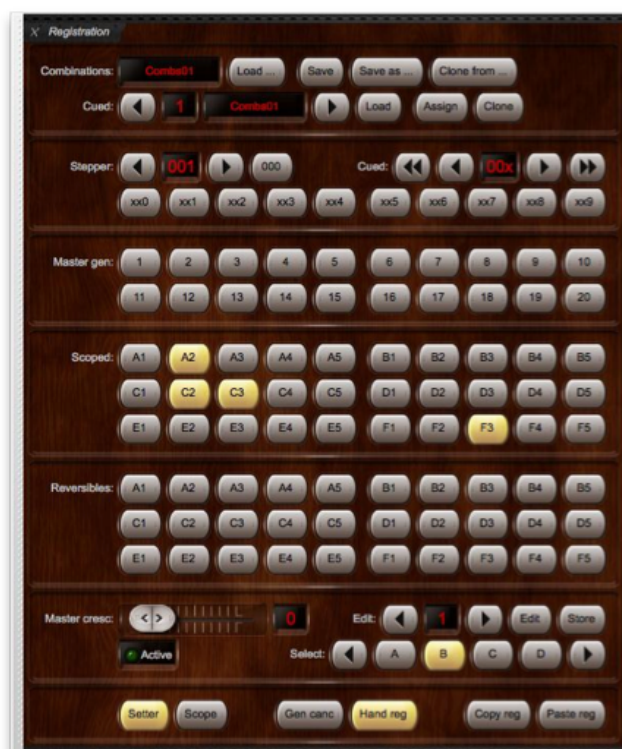 X Registration
Combinations: Combs01 Load ... Save Save as ... Clone from ...
Cued: 1 Combs01 Load Assign Clone
Stepper: 001 000 Cued: 00x
xx0 xx1 xx2 xx3 xx4 xx5 xx6 xx7 xx8 xx9
Master gen: 1 2 3 4 5 6 7 8 9 10
11 12 13 14 15 16 17 18 19 20
Scoped: A1 A2 A3 A4 A5 B1 B2 B3 B4 B5
C1 C2 C3 C4 C5 D1 D2 D3 D4 D5
E1 E2 E3 E4 E5 F1 F2 F3 F4 F5
Reversibles: A1 A2 A3 A4 A5 B1 B2 B3 B4 B5
C1 C2 C3 C4 C5 D1 D2 D3 D4 D5
E1 E2 E3 E4 E5 F1 F2 F3 F4 F5
Master cresc: < > 0 Edit: 1 Edit Store
Active Select: A B C D
Setter Scope Gen canc Hand reg Copy reg Paste reg